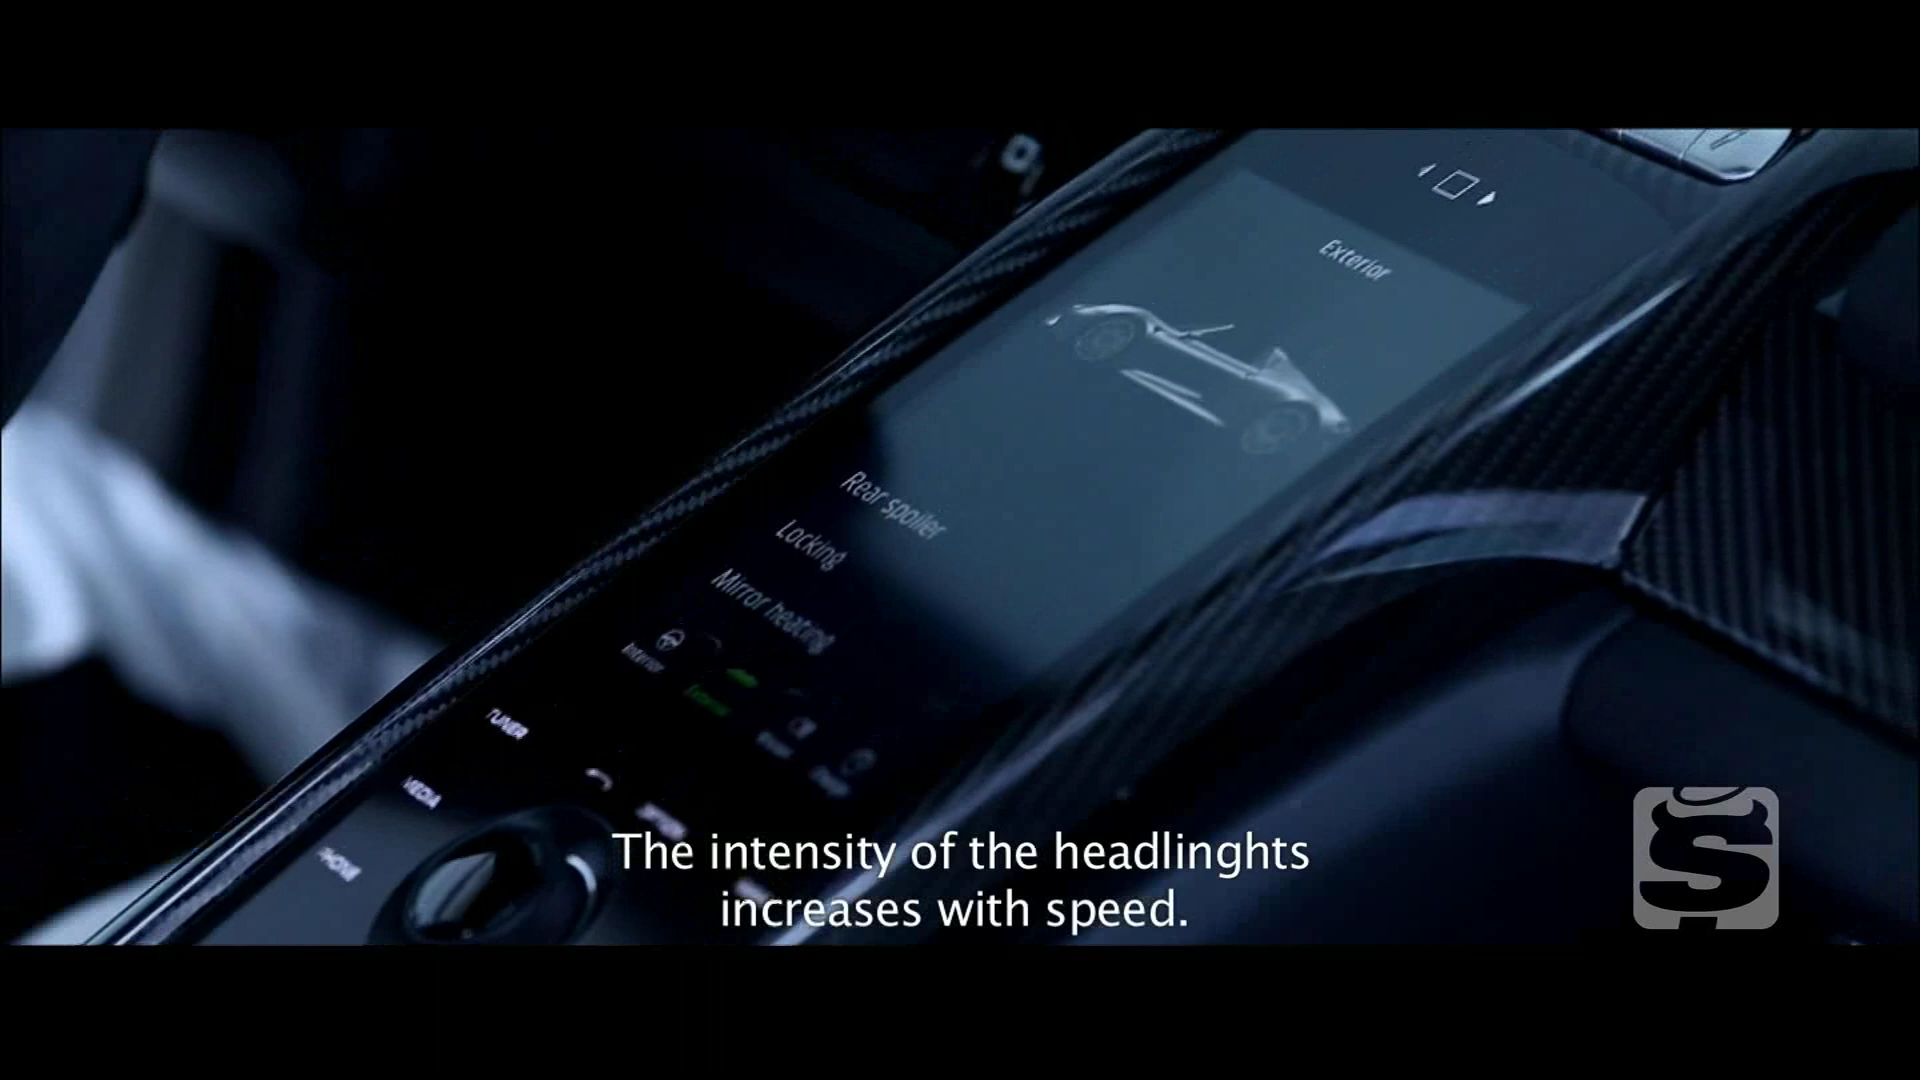 Exterior
Rear spoiler
Locking
Mirror heating
Interior
TUNER
MEDIA
PHONE
The intensity of the headlinghts
increases with speed.
S